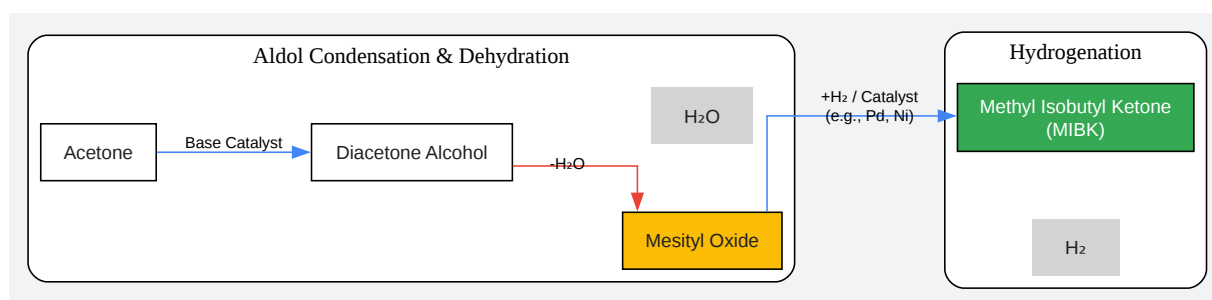 Aldol Condensation & Dehydration
Acetone
Base Catalyst
Diacetone Alcohol
-H₂O
H₂O
Mesityl Oxide
+H₂ / Catalyst
(e.g., Pd, Ni)
Hydrogenation
Methyl Isobutyl Ketone
(MIBK)
H₂